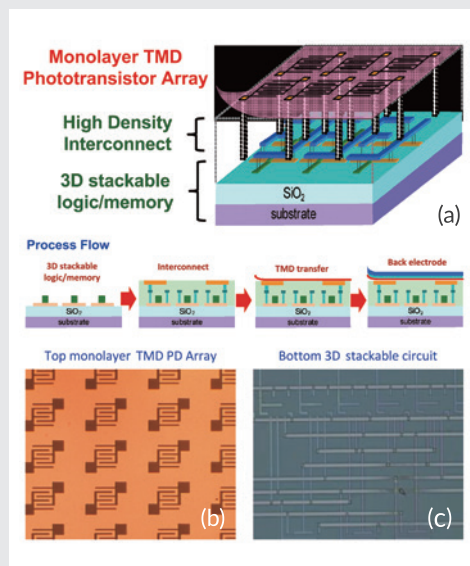 Monolayer TMD
Phototransistor Array
High Density
Interconnect
3D stackable
logic/memory
SiO₂
substrate
(a)
Process Flow
3D stackable
logic/memory
Interconnect
TMD transfer
Back electrode
SiO₂
SiO₂
SiO₂
SiO₂
substrate
substrate
substrate
substrate
Top monolayer TMD PD Array
Bottom 3D stackable circuit
(b)
(c)